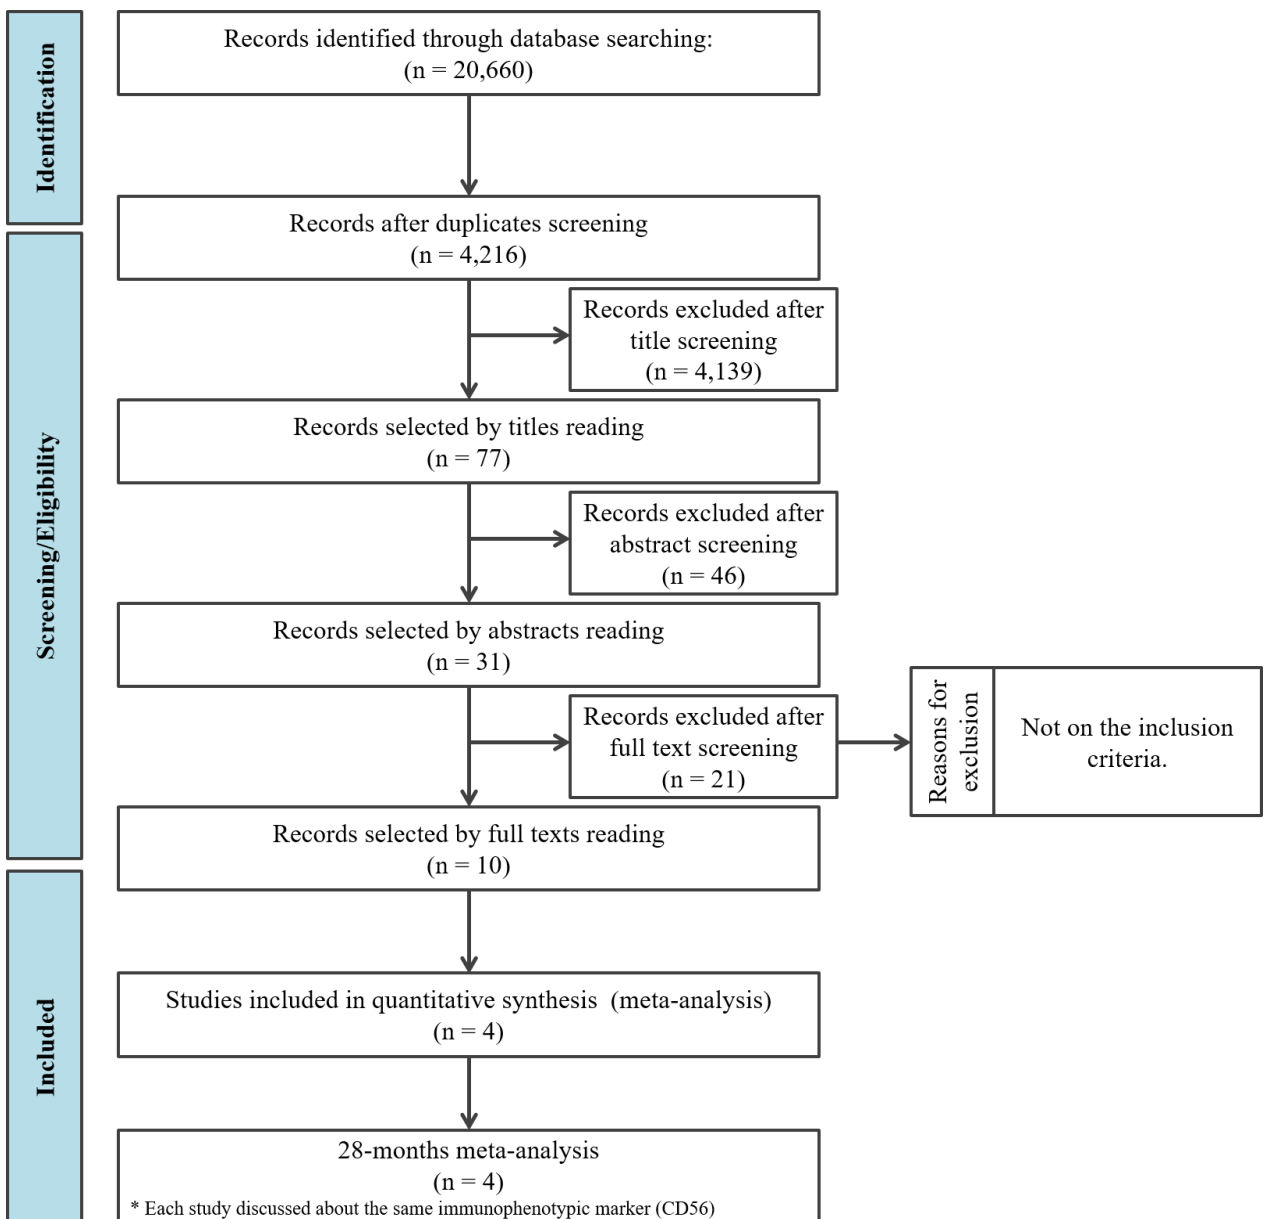 Identification
Records identified through database searching:
(n = 20,660)
Records after duplicates screening
(n = 4,216)
Screening/Eligibility
Records excluded after
title screening
(n = 4,139)
Records selected by titles reading
(n = 77)
Records excluded after
abstract screening
(n = 46)
Records selected by abstracts reading
(n = 31)
Records excluded after
full text screening
(n = 21)
Reasons for
exclusion
Not on the inclusion
criteria.
Records selected by full texts reading
(n = 10)
Included
Studies included in quantitative synthesis (meta-analysis)
(n = 4)
28-months meta-analysis
(n = 4)
* Each study discussed about the same immunophenotypic marker (CD56)